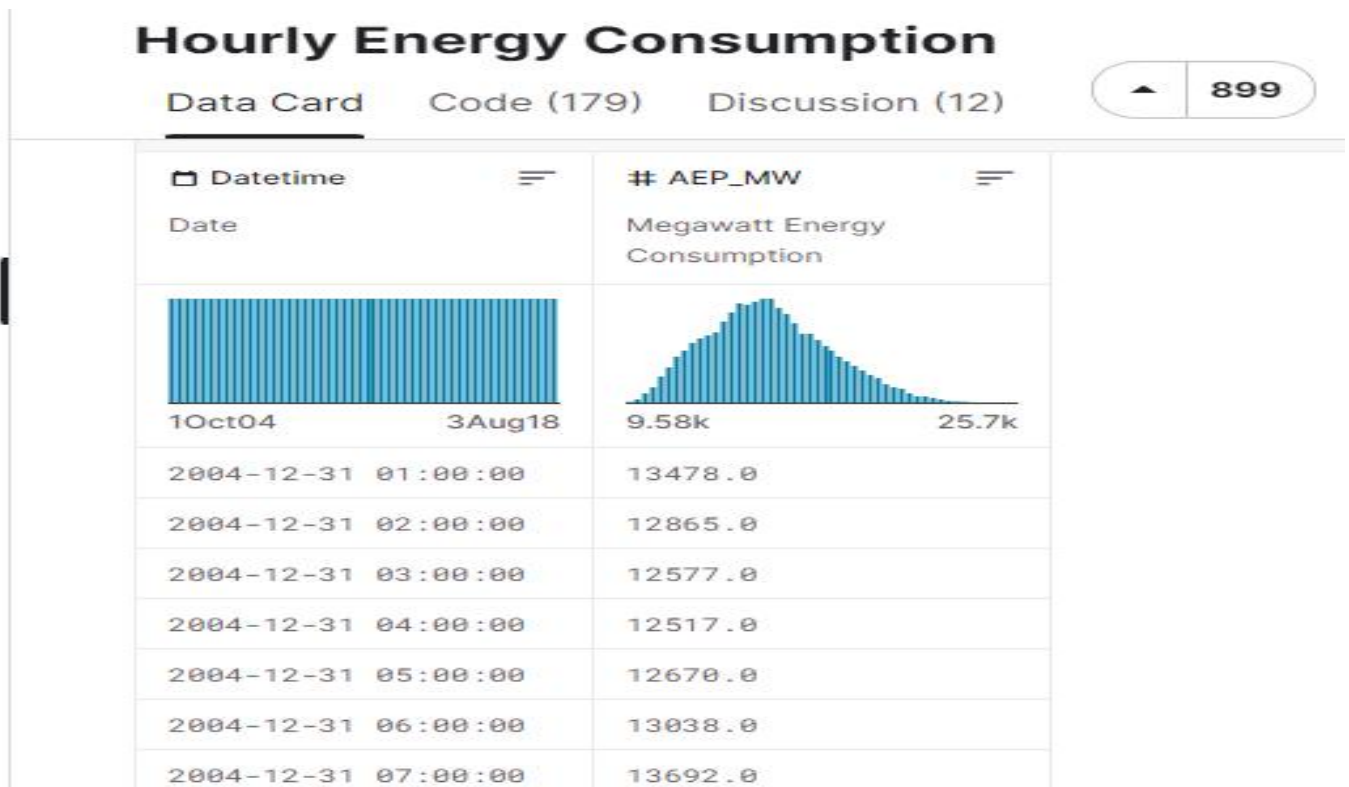 Hourly Energy Consumption
Data Card Code (179) Discussion (12) 899
Datetime # AEP_MW
Date Megawatt Energy
Consumption
1Oct04 3Aug18 9.58k 25.7k
2004-12-31 01:00:00 13478.0
2004-12-31 02:00:00 12865.0
2004-12-31 03:00:00 12577.0
2004-12-31 04:00:00 12517.0
2004-12-31 05:00:00 12670.0
2004-12-31 06:00:00 13038.0
2004-12-31 07:00:00 13692.0